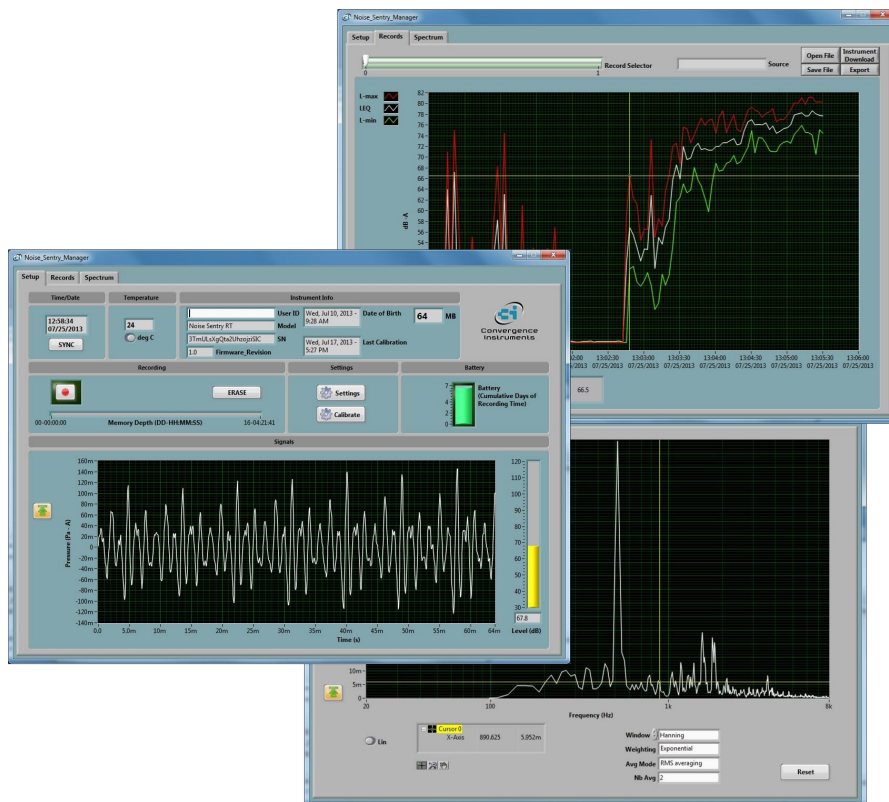 Noise_Sentry_Manager
Setup Records Spectrum
0 1 Record Selector
Source
Open File Instrument Download
Save File Export
L-max
LEQ
L-min
82
78
76
74
72
70
68
66
64
62
60
58
56
54
dB -A
13:02:30 13:03:00 13:03:30 13:04:00 13:04:30 13:05:00 13:05:30 13:06:00
07/25/2013 07/25/2013 07/25/2013 07/25/2013 07/25/2013 07/25/2013 07/25/2013
66.5
Noise_Sentry_Manager
Setup Records Spectrum
Time/Date Temperature Instrument Info
12:58:34
07/25/2013
SYNC
24
deg C
User ID
Noise Sentry RT Model
SN
1.0 Firmware_Revision
Wed, Jul 10, 2013 - Date of Birth
9:28 AM
Wed, Jul 17, 2013 - Last Calibration
5:27 PM
64 MB
Convergence
Instruments
Recording Settings Battery
ERASE
00-00:00:00 Memory Depth (DD-HH:MM:SS) 16-04:21:41
Settings
Calibrate
7
4
2
0
Battery
(Cumulative Days of
Recording Time)
Signals
160m
140m
120m
100m
80m
60m
40m
20m
0
-20m
-40m
-60m
-80m
-100m
-120m
-140m
Pressure (Pa - A)
0.0 5.0m 10m 15m 20m 25m 30m 35m 40m 45m 50m 55m 60m 64m
Time (s)
120
110
100
90
80
70
60
50
40
30
67.8
Level (dB)
10m
5m
0
20 100 1k 8k
Frequency (Hz)
Lin
Cursor 0
X-Axis 890.625 5.952m
Window Hanning
Weighting Exponential
Avg Mode RMS averaging
Nb Avg 2
Reset